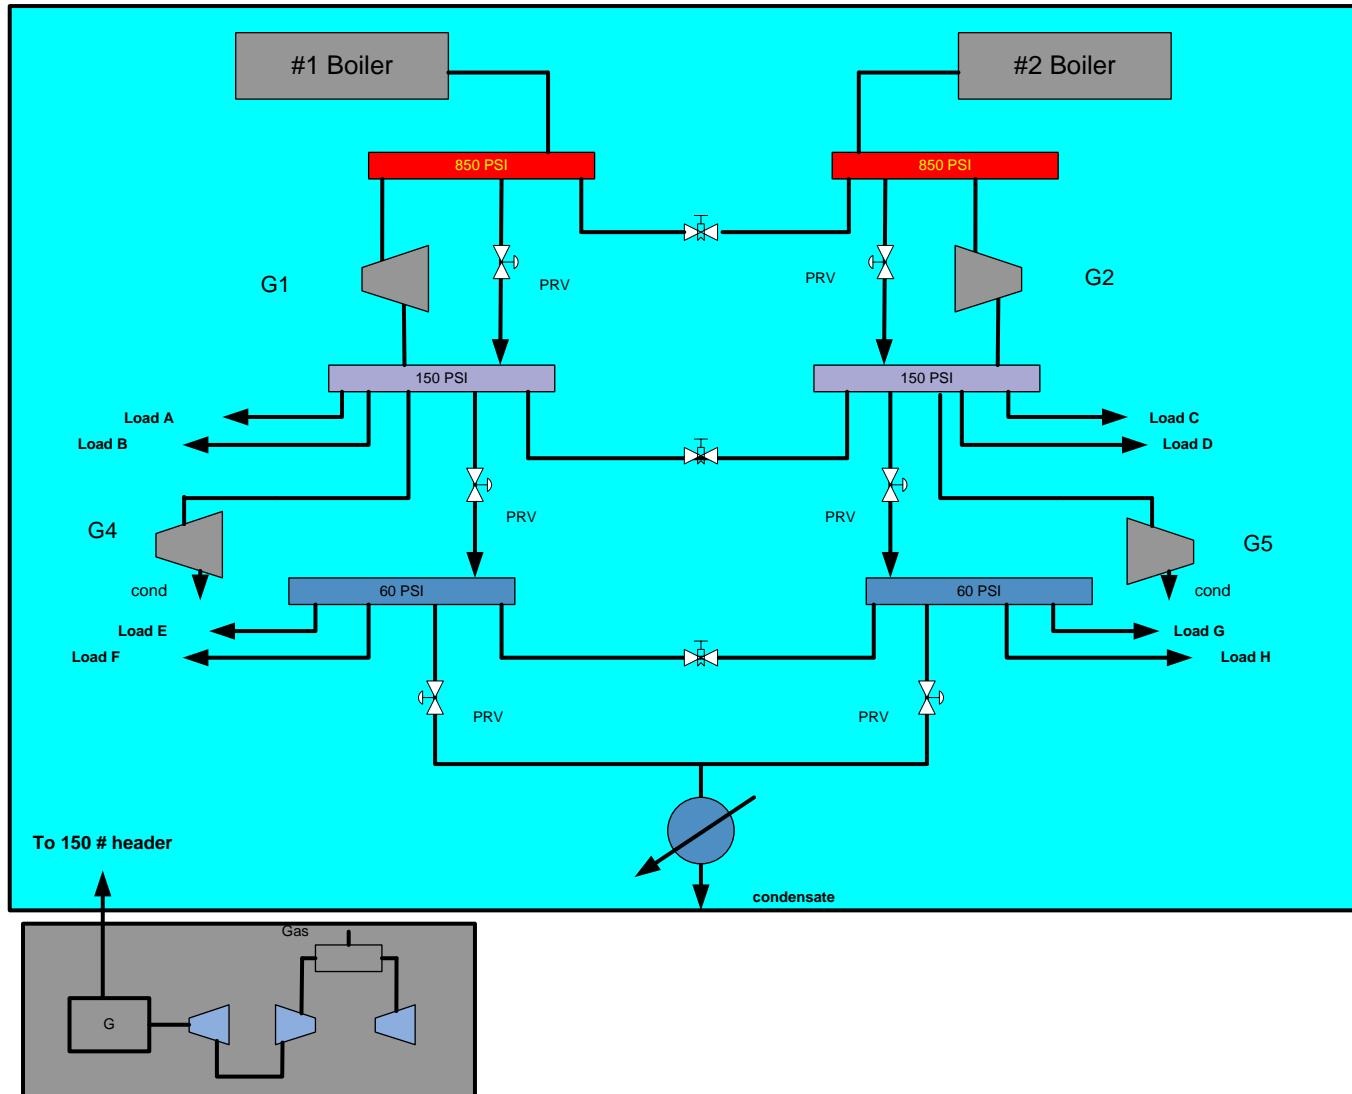 #1 Boiler
#2 Boiler
850 PSI
850 PSI
G1
PRV
PRV
G2
150 PSI
150 PSI
Load A
Load C
Load B
Load D
G4
PRV
PRV
G5
cond
60 PSI
60 PSI
cond
Load E
Load G
Load F
Load H
PRV
PRV
To 150 # header
condensate
Gas
G